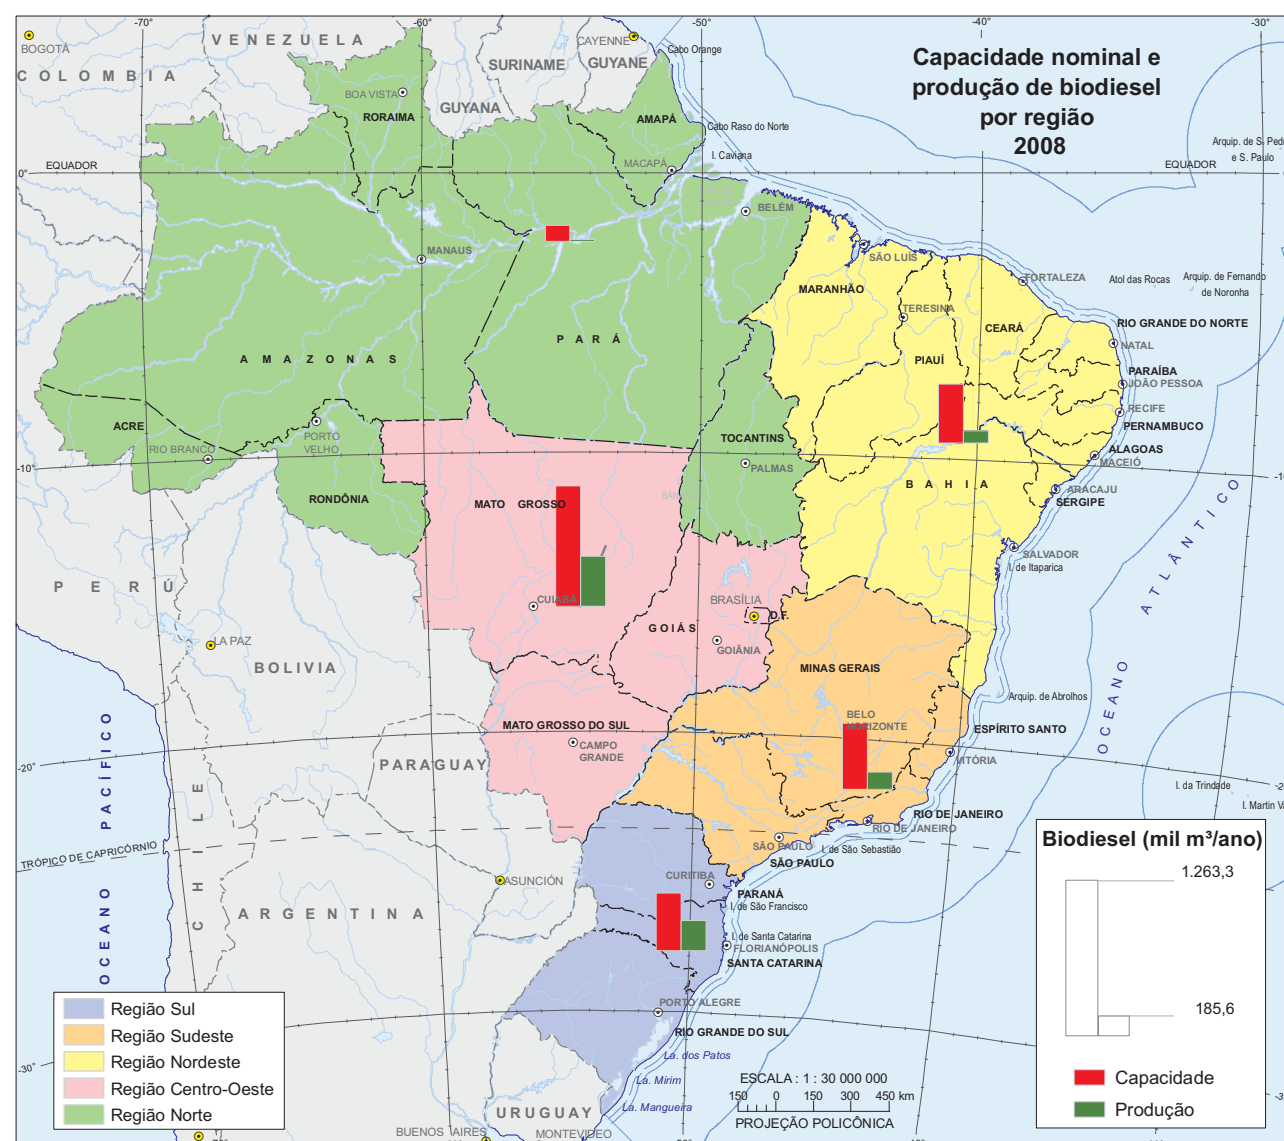 -70°
-60°
-50°
-40°
-30°
BOGOTÁ
VENEZUELA
CAYENNE
Cabo Orange
COLOMBIA
SURINAME
GUYANE
GUYANA
Capacidade nominal e
produção de biodiesel
por região
2008
BOA VISTA
RORAIMA
AMAPÁ
Cabo Raso do Norte
I. Caviana
MACAPÁ
EQUADOR
EQUADOR
Arquip. de S. Ped
e S. Paulo
0°
BELÉM
MANAUS
SÃO LUÍS
MARANHÃO
FORTALEZA
Atol das Rocas
Arquip. de Fernando
de Noronha
TERESINA
CEARÁ
RIO GRANDE DO NORTE
NATAL
PARÁ
AMAZONAS
PIAUÍ
PARAÍBA
JOÃO PESSOA
RECIFE
PERNAMBUCO
ACRE
RIO BRANCO
PORTO
VELHO
TOCANTINS
PALMAS
ALAGOAS
MACEIÓ
-10°
-10
BAHIA
ARACAJU
SERGIPE
RONDÔNIA
MATO GROSSO
SALVADOR
I. de Itaparica
PERÚ
CUIABÁ
BRASÍLIA
D.F.
GOIÁS
GOIÂNIA
LA PAZ
BOLIVIA
MINAS GERAIS
OCEANO ATLÂNTICO
Arquip. de Abrolhos
MATO GROSSO DO SUL
CAMPO
GRANDE
BELO
HORIZONTE
ESPÍRITO SANTO
VITÓRIA
-20°
-2
PARAGUAY
OCEANO PACÍFICO
CHILE
I. da Trindade
I. Martin Va
RIO DE JANEIRO
RIO DE JANEIRO
TRÓPICO DE CAPRICÓRNIO
SÃO PAULO
I. de São Sebastião
SÃO PAULO
ASUNCIÓN
CURITIBA
PARANÁ
I. de São Francisco
ARGENTINA
I. de Santa Catarina
FLORIANÓPOLIS
SANTA CATARINA
PORTO ALEGRE
RIO GRANDE DO SUL
La. dos Patos
La. Mirim
La. Mangueira
-30°
URUGUAY
BUENOS AIRES
MONTEVIDEO
Região Sul
Região Sudeste
Região Nordeste
Região Centro-Oeste
Região Norte
ESCALA : 1 : 30 000 000
150 0 150 300 450 km
PROJEÇÃO POLICÔNICA
Biodiesel (mil m³/ano)
1.263,3
185,6
Capacidade
Produção